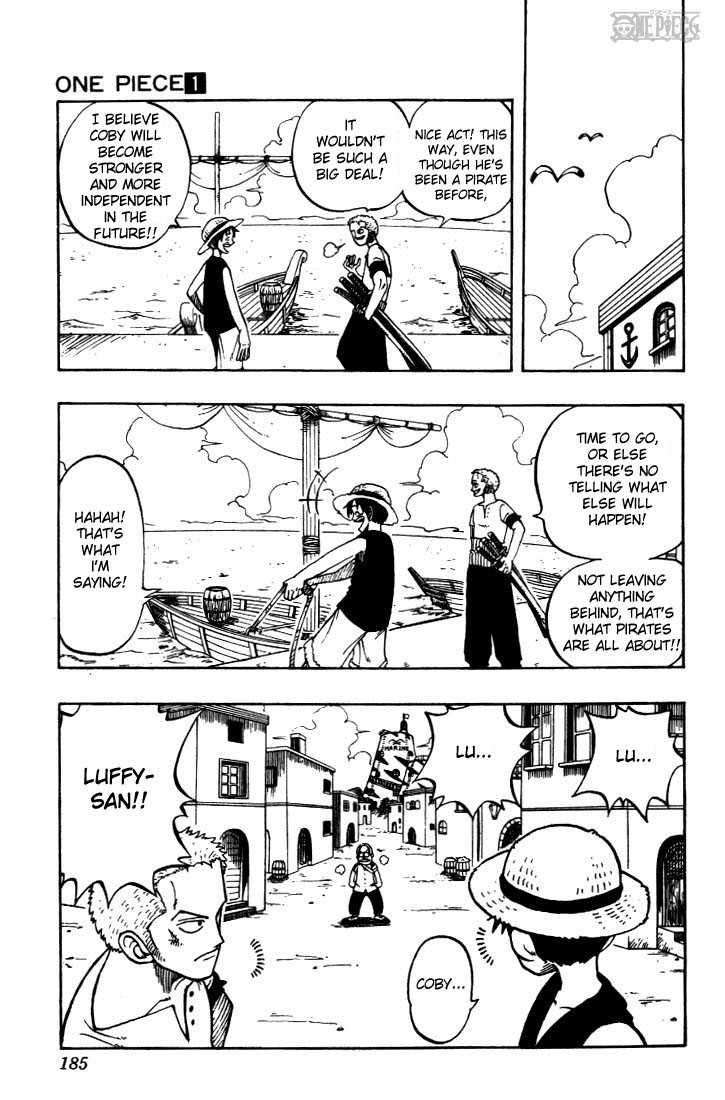 ONE PIECE
ONE PIECE 1
NICE ACT! THIS
WAY, EVEN
THOUGH HE'S
BEEN A PIRATE
BEFORE,
IT
WOULDN'T
BE SUCH A
BIG DEAL!
I BELIEVE
COBY WILL
BECOME
STRONGER
AND MORE
INDEPENDENT
IN THE
FUTURE!!
TIME TO GO,
OR ELSE
THERE'S NO
TELLING WHAT
ELSE WILL
HAPPEN!
NOT LEAVING
ANYTHING
BEHIND, THAT'S
WHAT PIRATES
ARE ALL ABOUT!!
HAHAH!
THAT'S
WHAT
I'M
SAYING!
LU...
LU...
LUFFY-
SAN!!
MARINE
COBY...
185